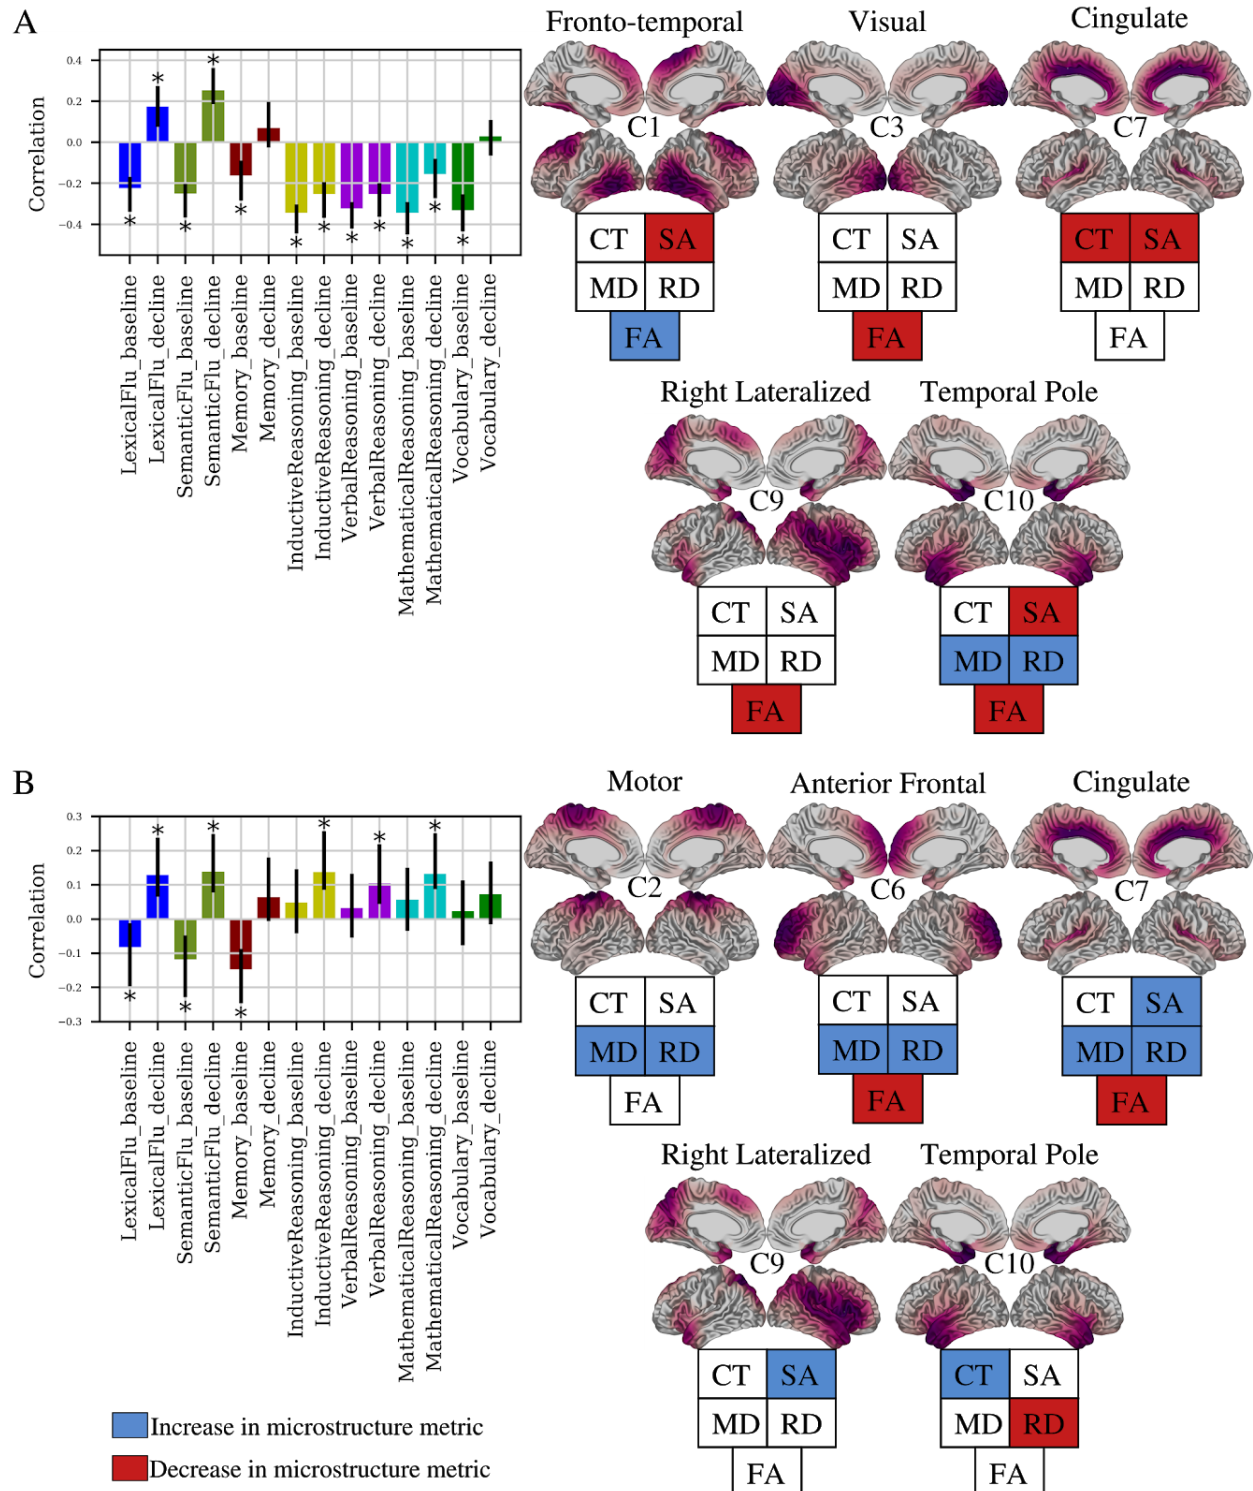 A
Fronto-temporal
Visual
Cingulate
Correlation
0.4
0.2
0.0
−0.2
−0.4
*
*
*
*
*
*
*
*
*
*
*
*
LexicalFlu_baseline
LexicalFlu_decline
SemanticFlu_baseline
SemanticFlu_decline
Memory_baseline
Memory_decline
InductiveReasoning_baseline
InductiveReasoning_decline
VerbalReasoning_baseline
VerbalReasoning_decline
MathematicalReasoning_baseline
MathematicalReasoning_decline
Vocabulary_baseline
Vocabulary_decline
C1
C3
C7
CT SA
MD RD
FA
CT SA
MD RD
FA
CT SA
MD RD
FA
Right Lateralized
Temporal Pole
C9
C10
CT SA
MD RD
FA
CT SA
MD RD
FA
B
Motor
Anterior Frontal
Cingulate
Correlation
0.3
0.2
0.1
0.0
−0.1
−0.2
−0.3
*
*
*
*
*
*
*
*
LexicalFlu_baseline
LexicalFlu_decline
SemanticFlu_baseline
SemanticFlu_decline
Memory_baseline
Memory_decline
InductiveReasoning_baseline
InductiveReasoning_decline
VerbalReasoning_baseline
VerbalReasoning_decline
MathematicalReasoning_baseline
MathematicalReasoning_decline
Vocabulary_baseline
Vocabulary_decline
C2
C6
C7
CT SA
MD RD
FA
CT SA
MD RD
FA
CT SA
MD RD
FA
Right Lateralized
Temporal Pole
C9
C10
CT SA
MD RD
FA
CT SA
MD RD
FA
Increase in microstructure metric
Decrease in microstructure metric